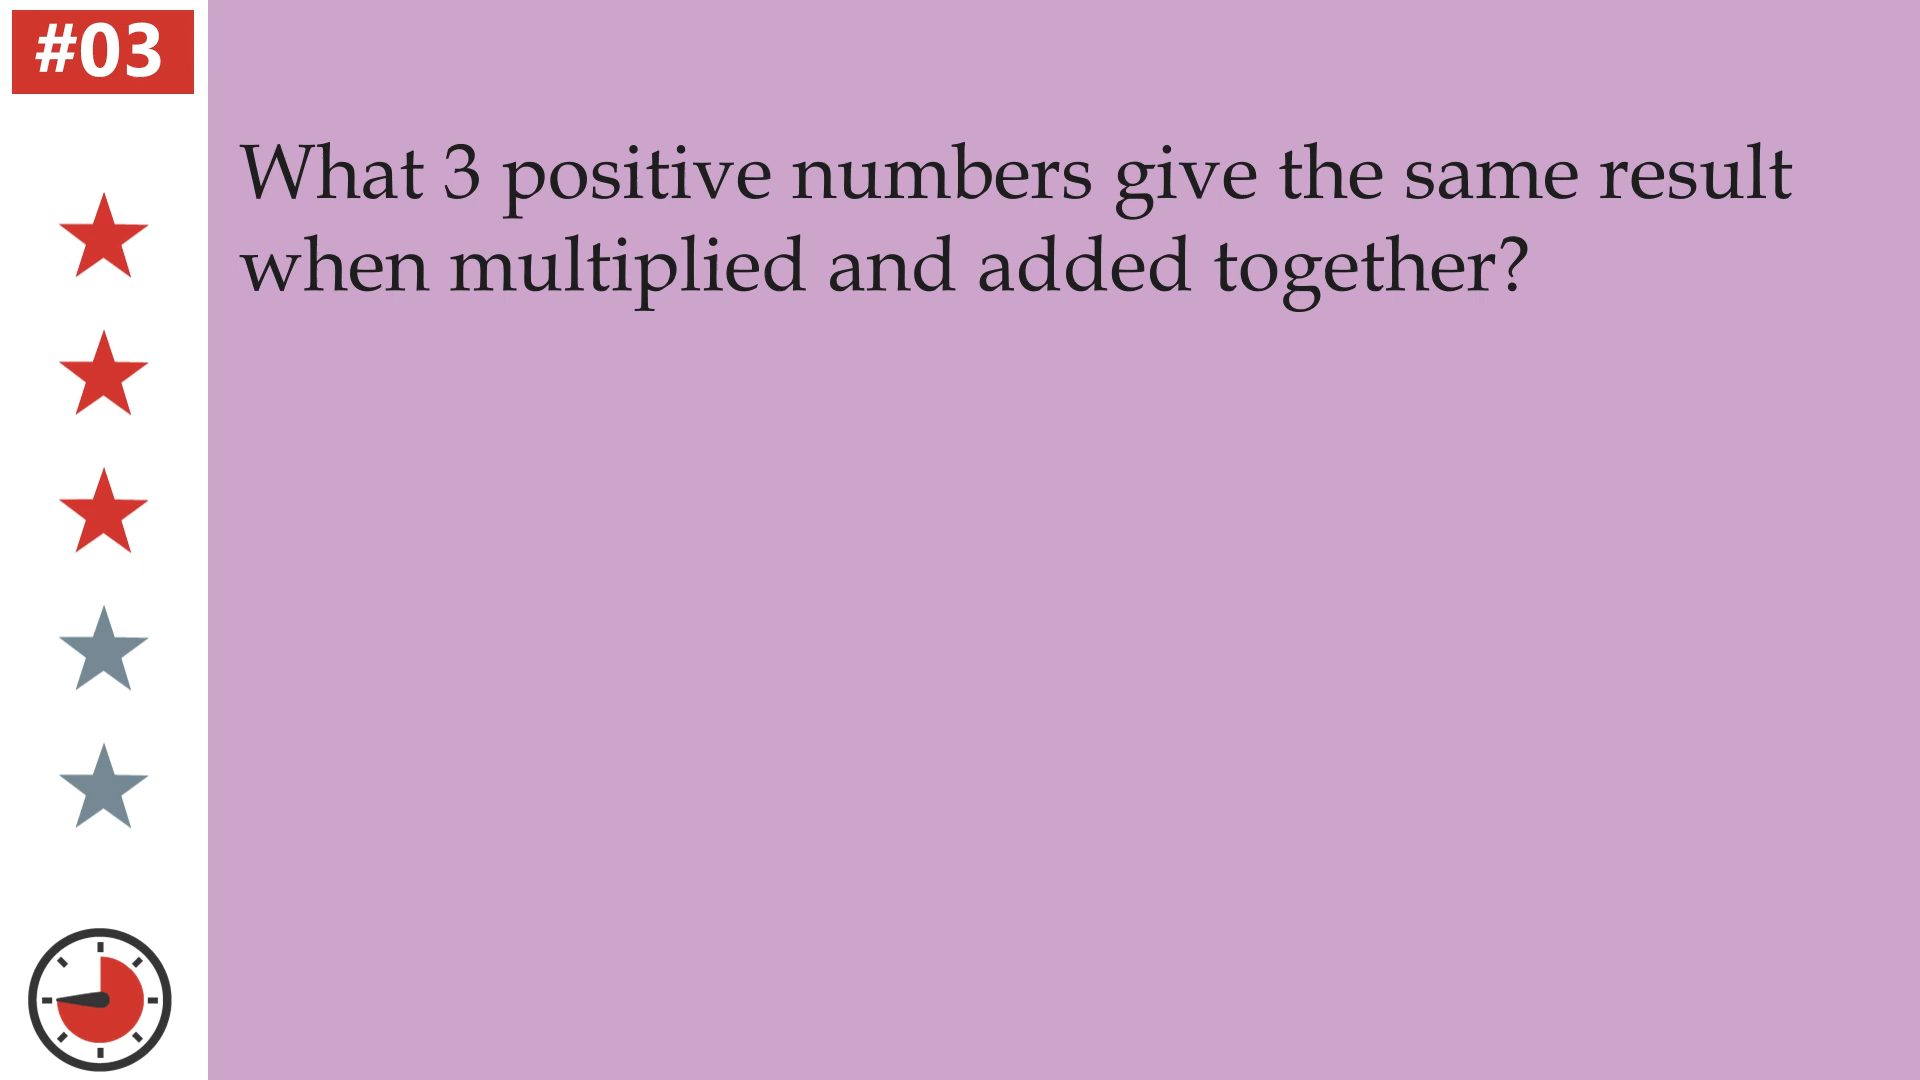 #03
What 3 positive numbers give the same result
when multiplied and added together?